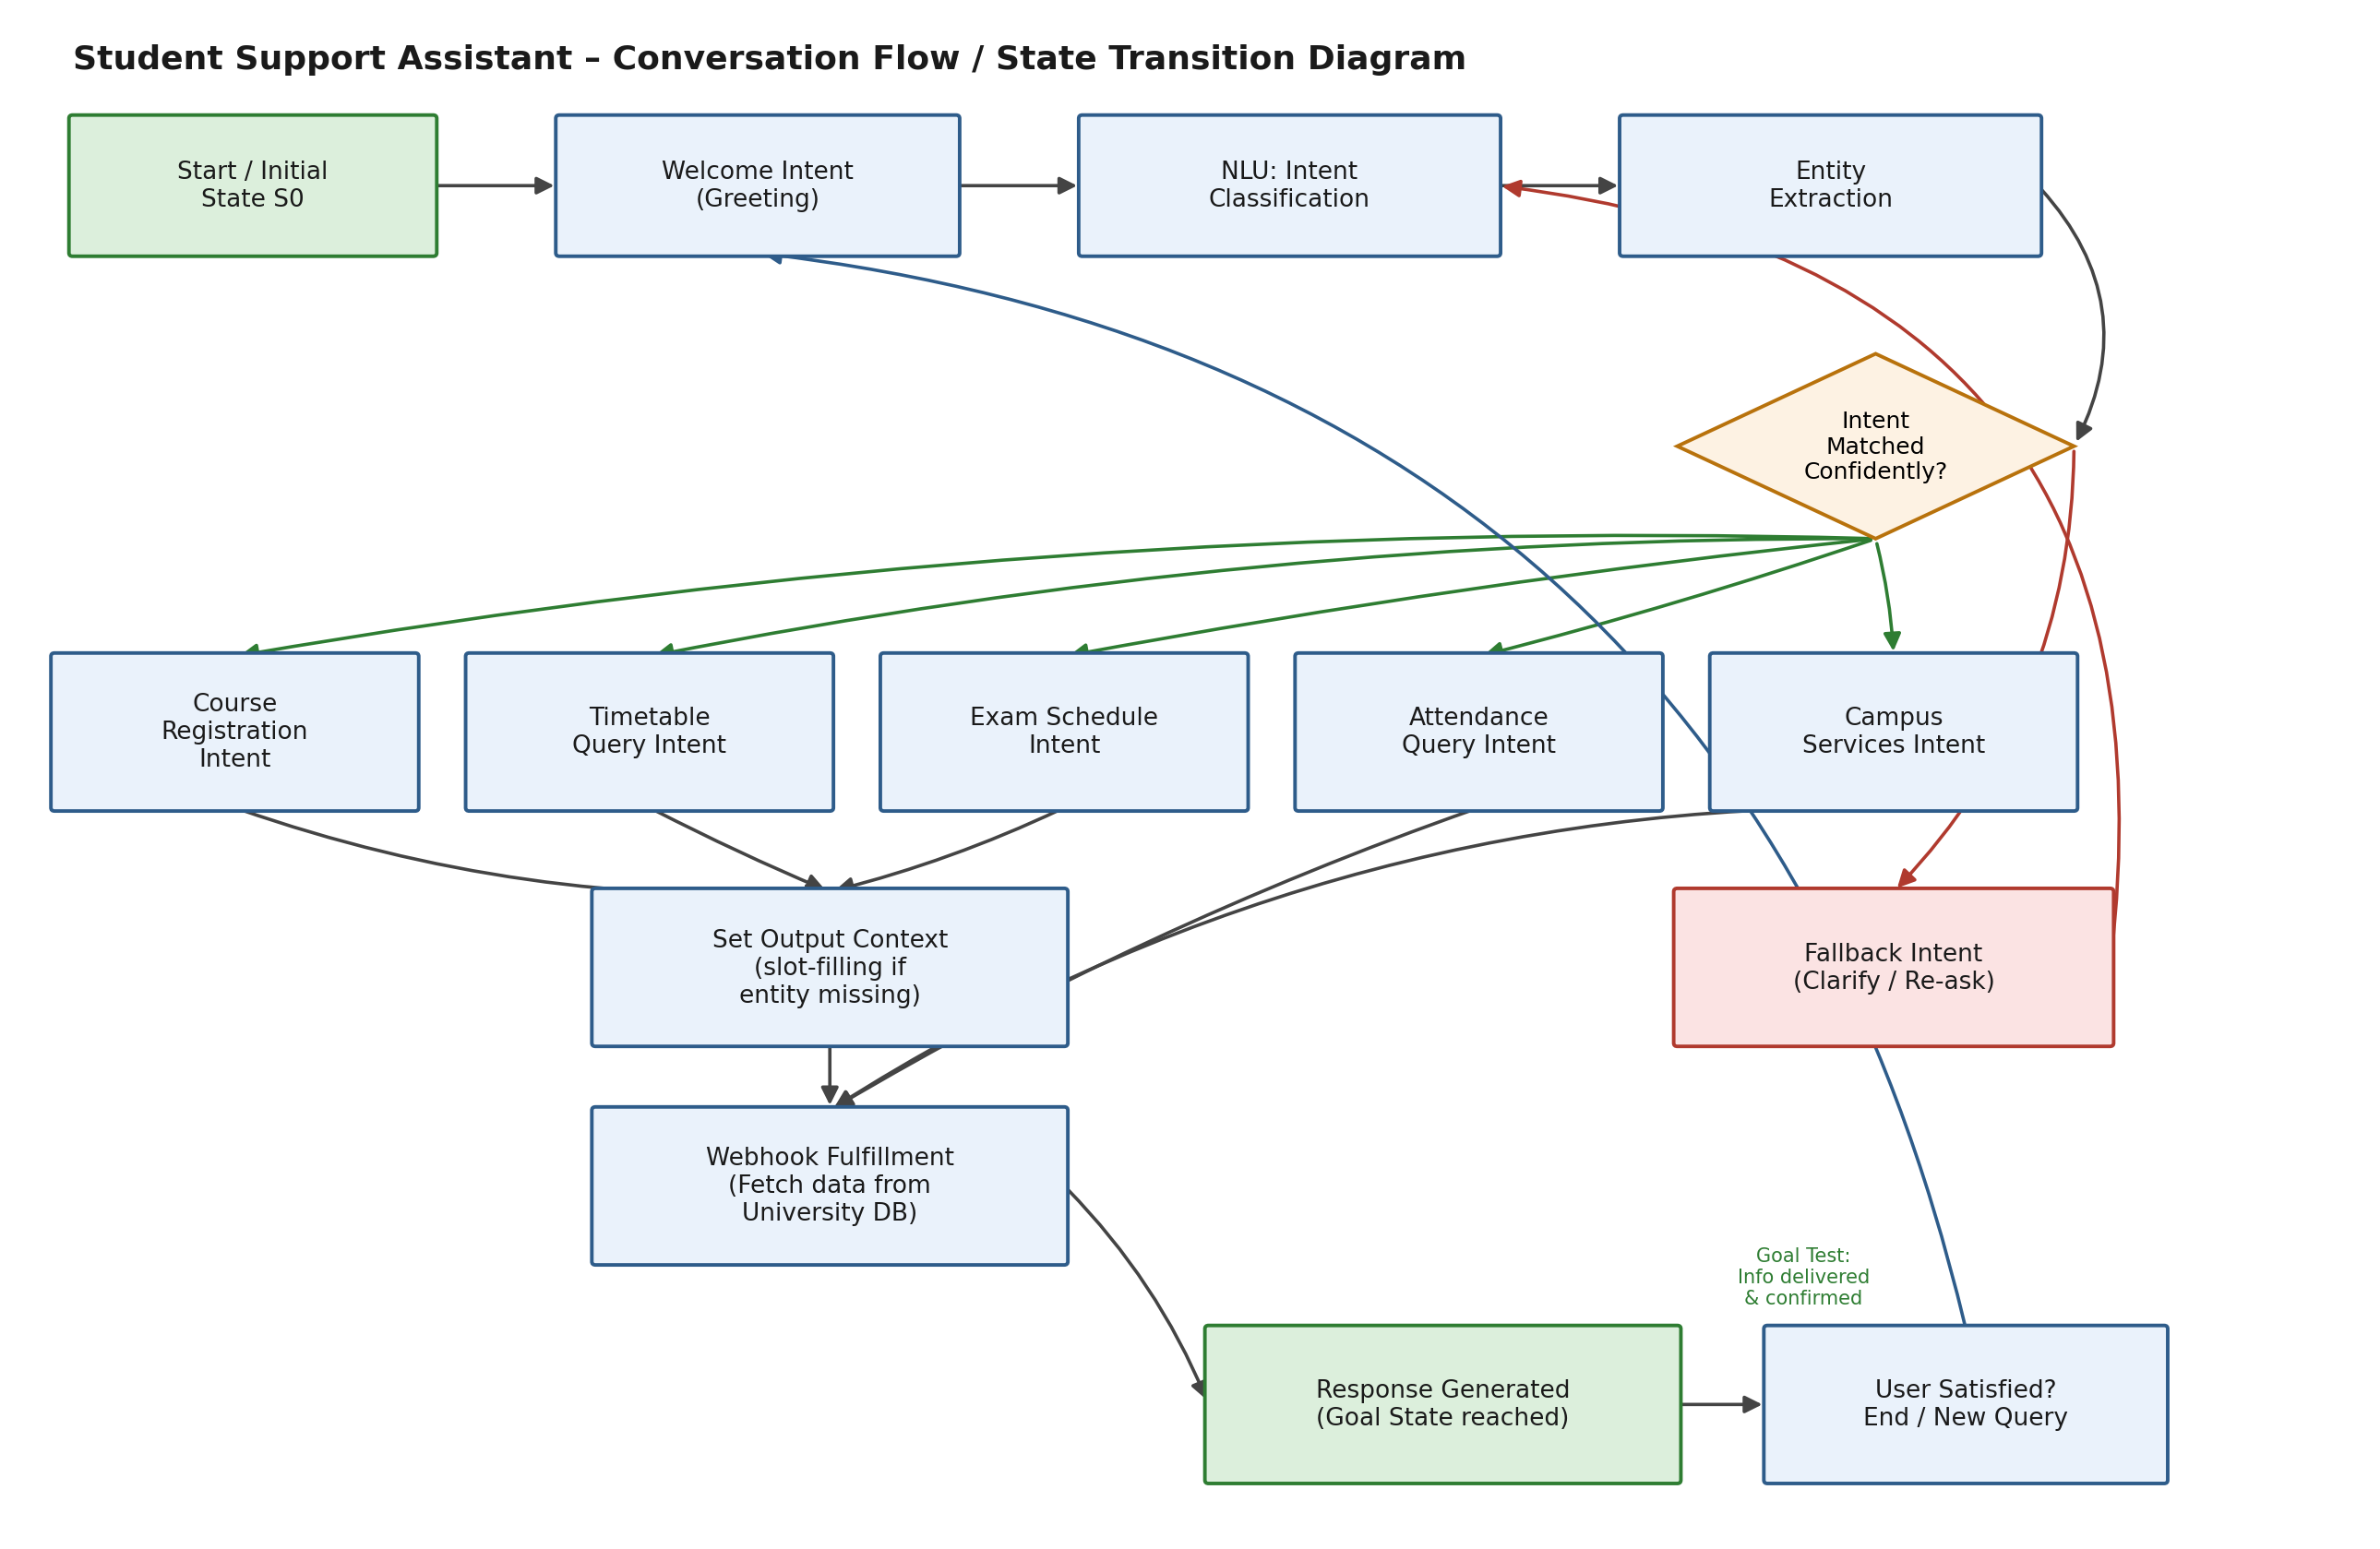 Student Support Assistant – Conversation Flow / State Transition Diagram
Start / Initial
State S0
Welcome Intent
(Greeting)
NLU: Intent
Classification
Entity
Extraction
Intent
Matched
Confidently?
Course
Registration
Intent
Timetable
Query Intent
Exam Schedule
Intent
Attendance
Query Intent
Campus
Services Intent
Set Output Context
(slot-filling if
entity missing)
Fallback Intent
(Clarify / Re-ask)
Webhook Fulfillment
(Fetch data from
University DB)
Goal Test:
Info delivered
& confirmed
Response Generated
(Goal State reached)
User Satisfied?
End / New Query